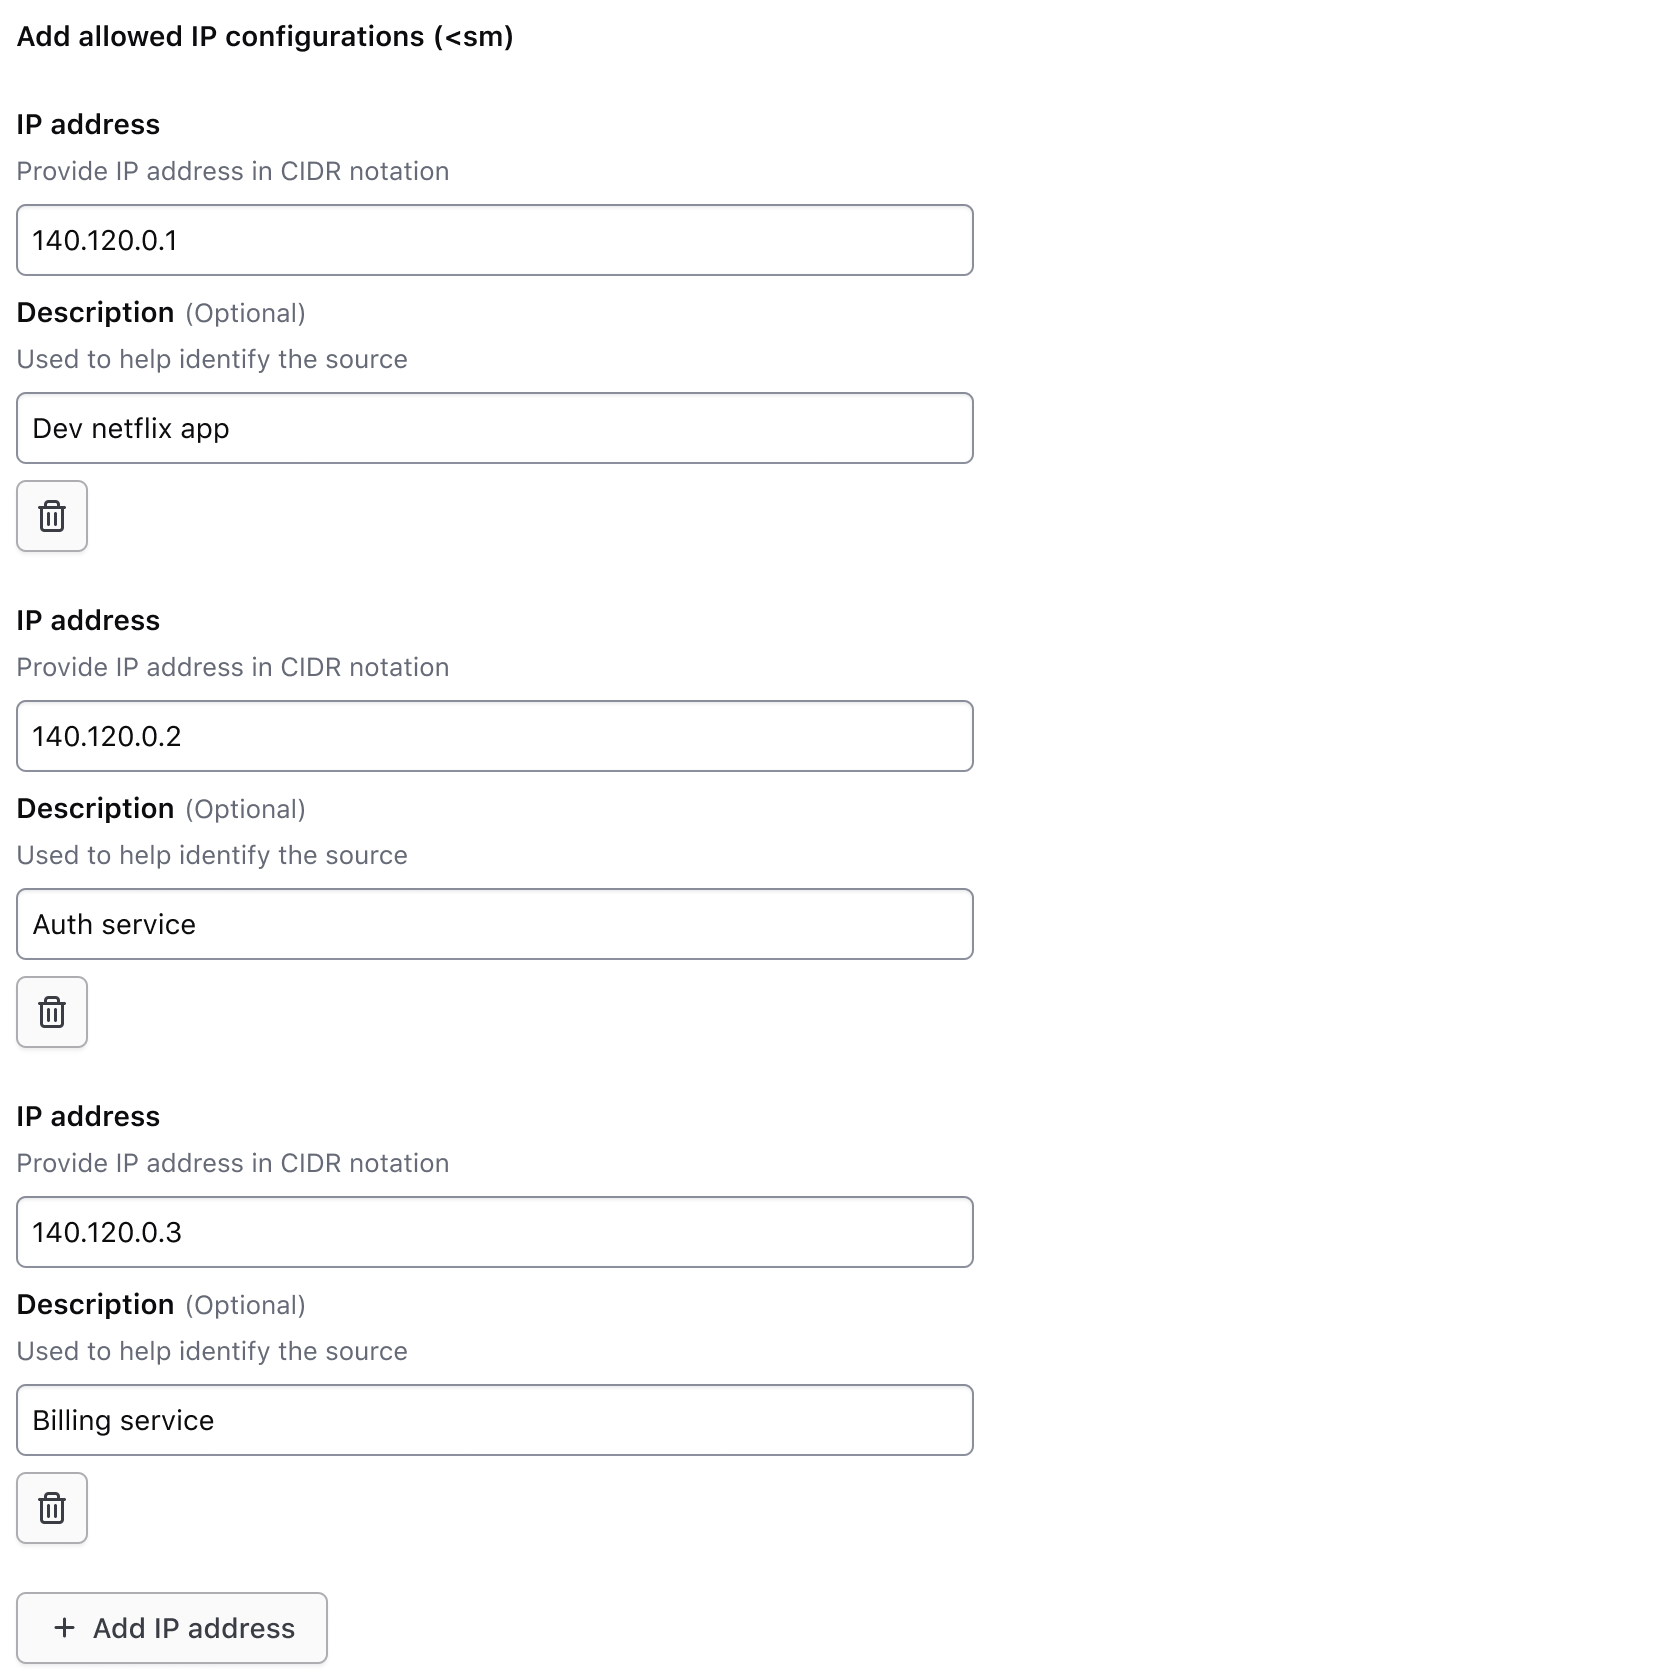 Add allowed IP configurations (<sm)
IP address
Provide IP address in CIDR notation
140.120.0.1
Description (Optional)
Used to help identify the source
Dev netflix app
IP address
Provide IP address in CIDR notation
140.120.0.2
Description (Optional)
Used to help identify the source
Auth service
IP address
Provide IP address in CIDR notation
140.120.0.3
Description (Optional)
Used to help identify the source
Billing service
+ Add IP address